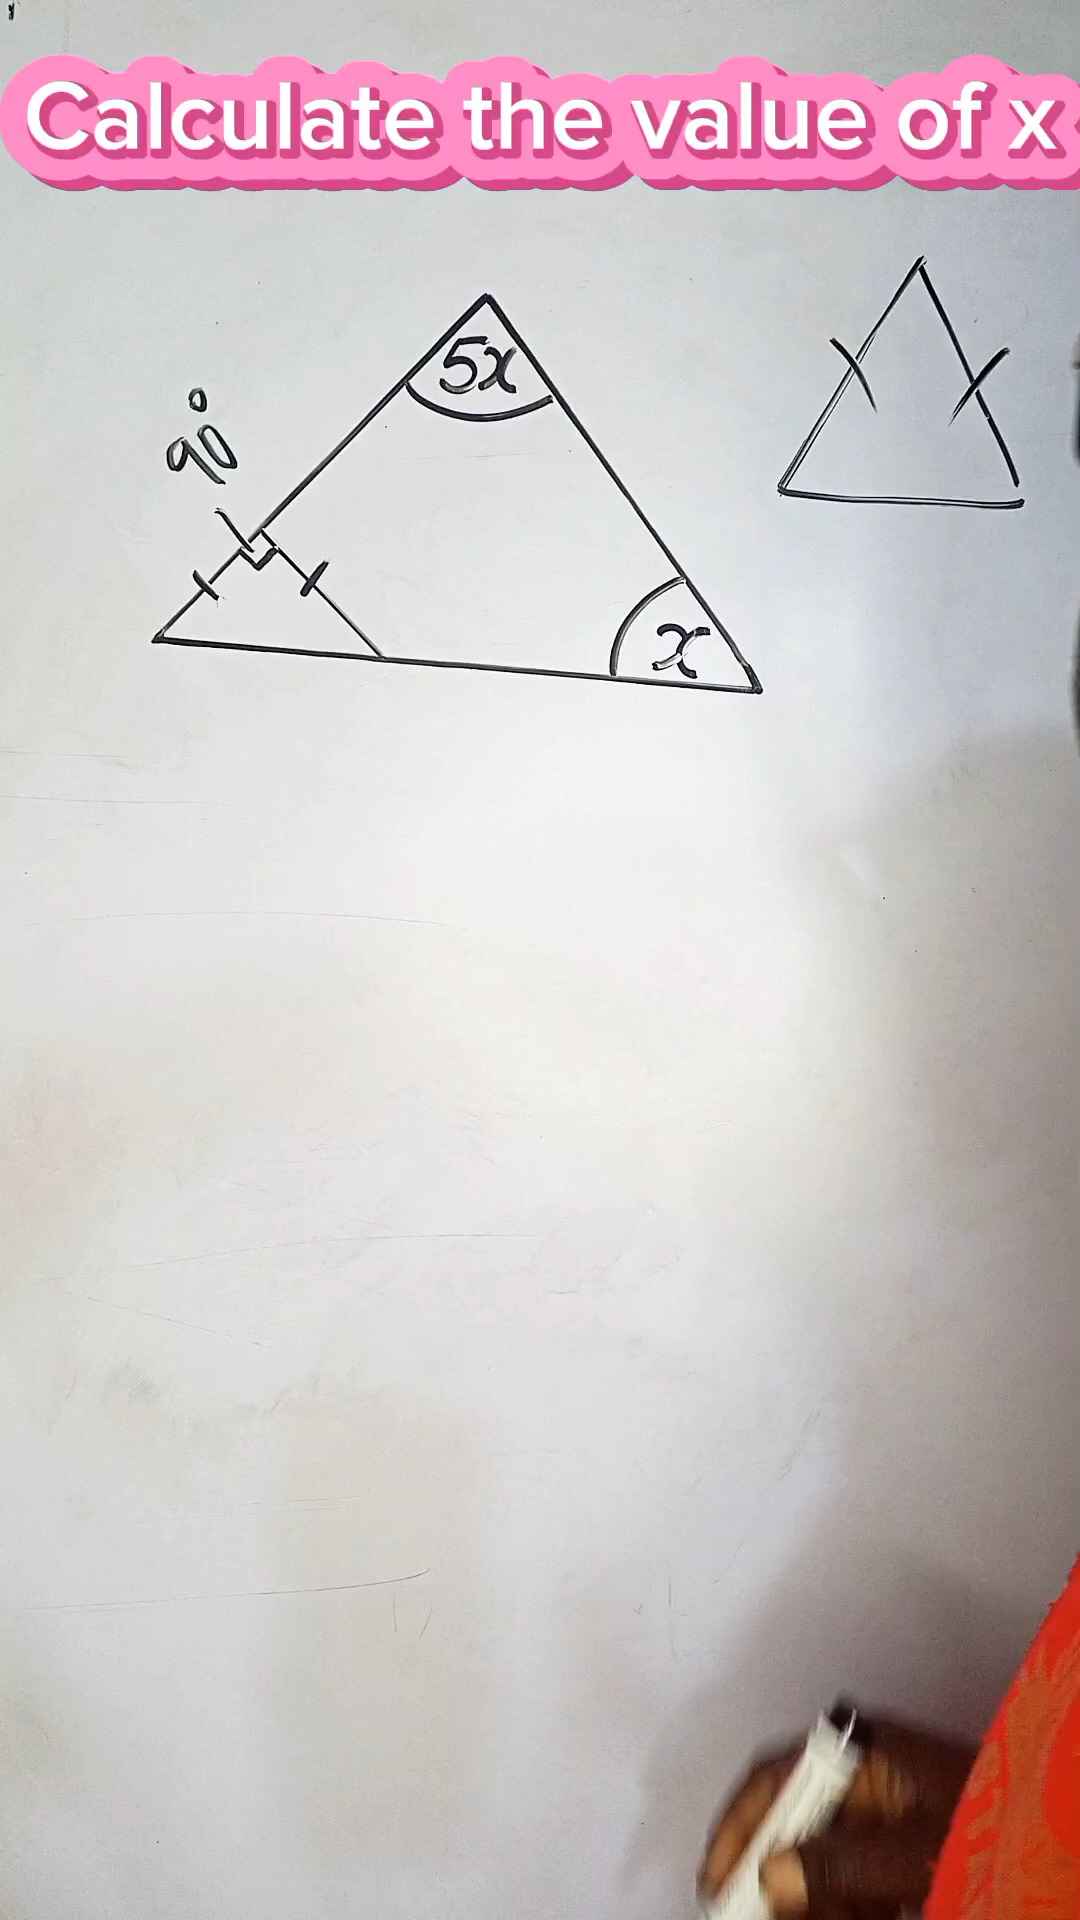 Calculate the value of x
5x
90°
x